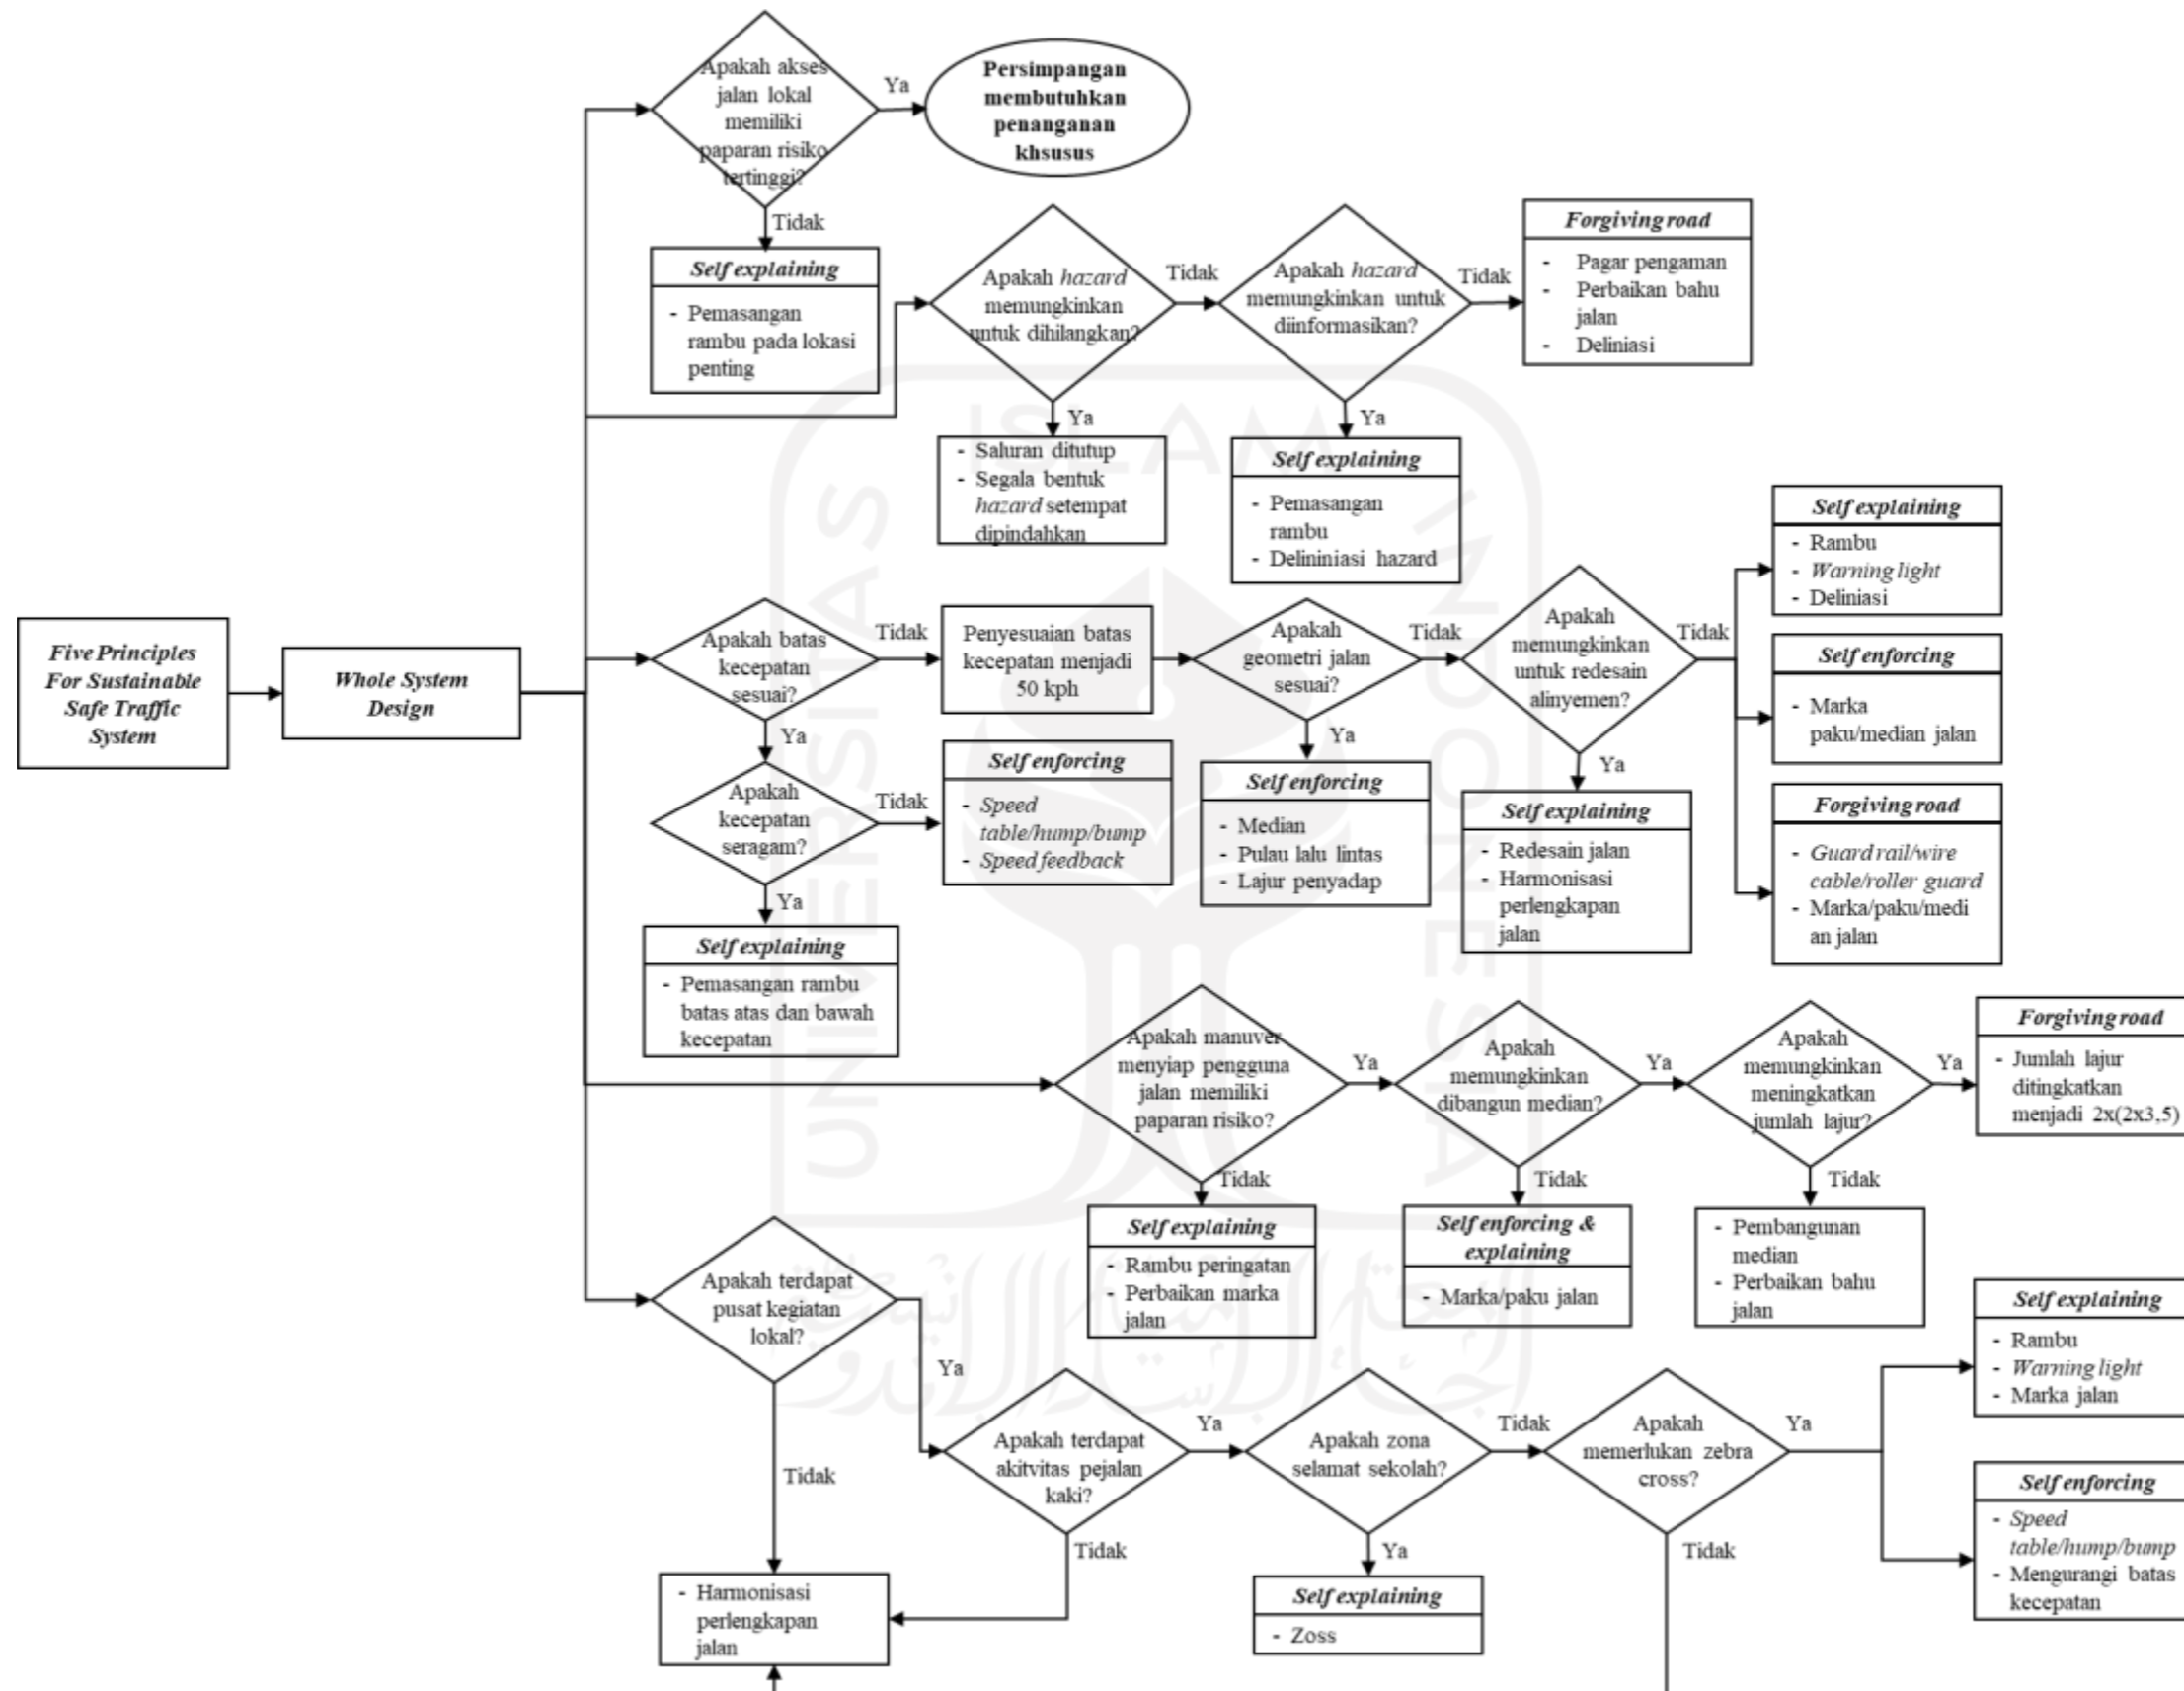 Apakah akses
jalan lokal
memiliki
paparan risiko
tertinggi?
Ya
Persimpangan
membutuhkan
penanganan
khsusus
Tidak
Self explaining
- Pemasangan
rambu pada lokasi
penting
Apakah hazard
memungkinkan
untuk dihilangkan?
Tidak
Apakah hazard
memungkinkan untuk
diinformasikan?
Tidak
Forgiving road
- Pagar pengaman
- Perbaikan bahu
jalan
- Deliniasi
Ya
- Saluran ditutup
- Segala bentuk
hazard setempat
dipindahkan
Ya
Self explaining
- Pemasangan
rambu
- Delininiasi hazard
Five Principles
For Sustainable
Safe Traffic
System
Whole System
Design
Apakah batas
kecepatan
sesuai?
Tidak
Penyesuaian batas
kecepatan menjadi
50 kph
Apakah
geometri jalan
sesuai?
Tidak
Apakah
memungkinkan
untuk redesain
alinyemen?
Tidak
Self explaining
- Rambu
- Warning light
- Deliniasi
Self enforcing
- Marka
paku/median jalan
Forgiving road
- Guard rail/wire
cable/roller guard
- Marka/paku/medi
an jalan
Ya
Apakah
kecepatan
seragam?
Tidak
Self enforcing
- Speed
table/hump/bump
- Speed feedback
Ya
Self enforcing
- Median
- Pulau lalu lintas
- Lajur penyadap
Ya
Self explaining
- Redesain jalan
- Harmonisasi
perlengkapan
jalan
Ya
Self explaining
- Pemasangan rambu
batas atas dan bawah
kecepatan
Apakah manuver
menyiap pengguna
jalan memiliki
paparan risiko?
Ya
Apakah
memungkinkan
dibangun median?
Ya
Apakah
memungkinkan
meningkatkan
jumlah lajur?
Ya
Forgiving road
- Jumlah lajur
ditingkatkan
menjadi 2x(2x3,5)
Tidak
Self explaining
- Rambu peringatan
- Perbaikan marka
jalan
Tidak
Self enforcing &
explaining
- Marka/paku jalan
Tidak
- Pembangunan
median
- Perbaikan bahu
jalan
Apakah terdapat
pusat kegiatan
lokal?
Ya
Tidak
Apakah terdapat
akitvitas pejalan
kaki?
Ya
Apakah zona
selamat sekolah?
Tidak
Apakah
memerlukan zebra
cross?
Ya
Self explaining
- Rambu
- Warning light
- Marka jalan
Self enforcing
- Speed
table/hump/bump
- Mengurangi batas
kecepatan
Tidak
Ya
Tidak
- Harmonisasi
perlengkapan
jalan
Self explaining
- Zoss
UNIVERSITAS
ISLAM
INDONESIA